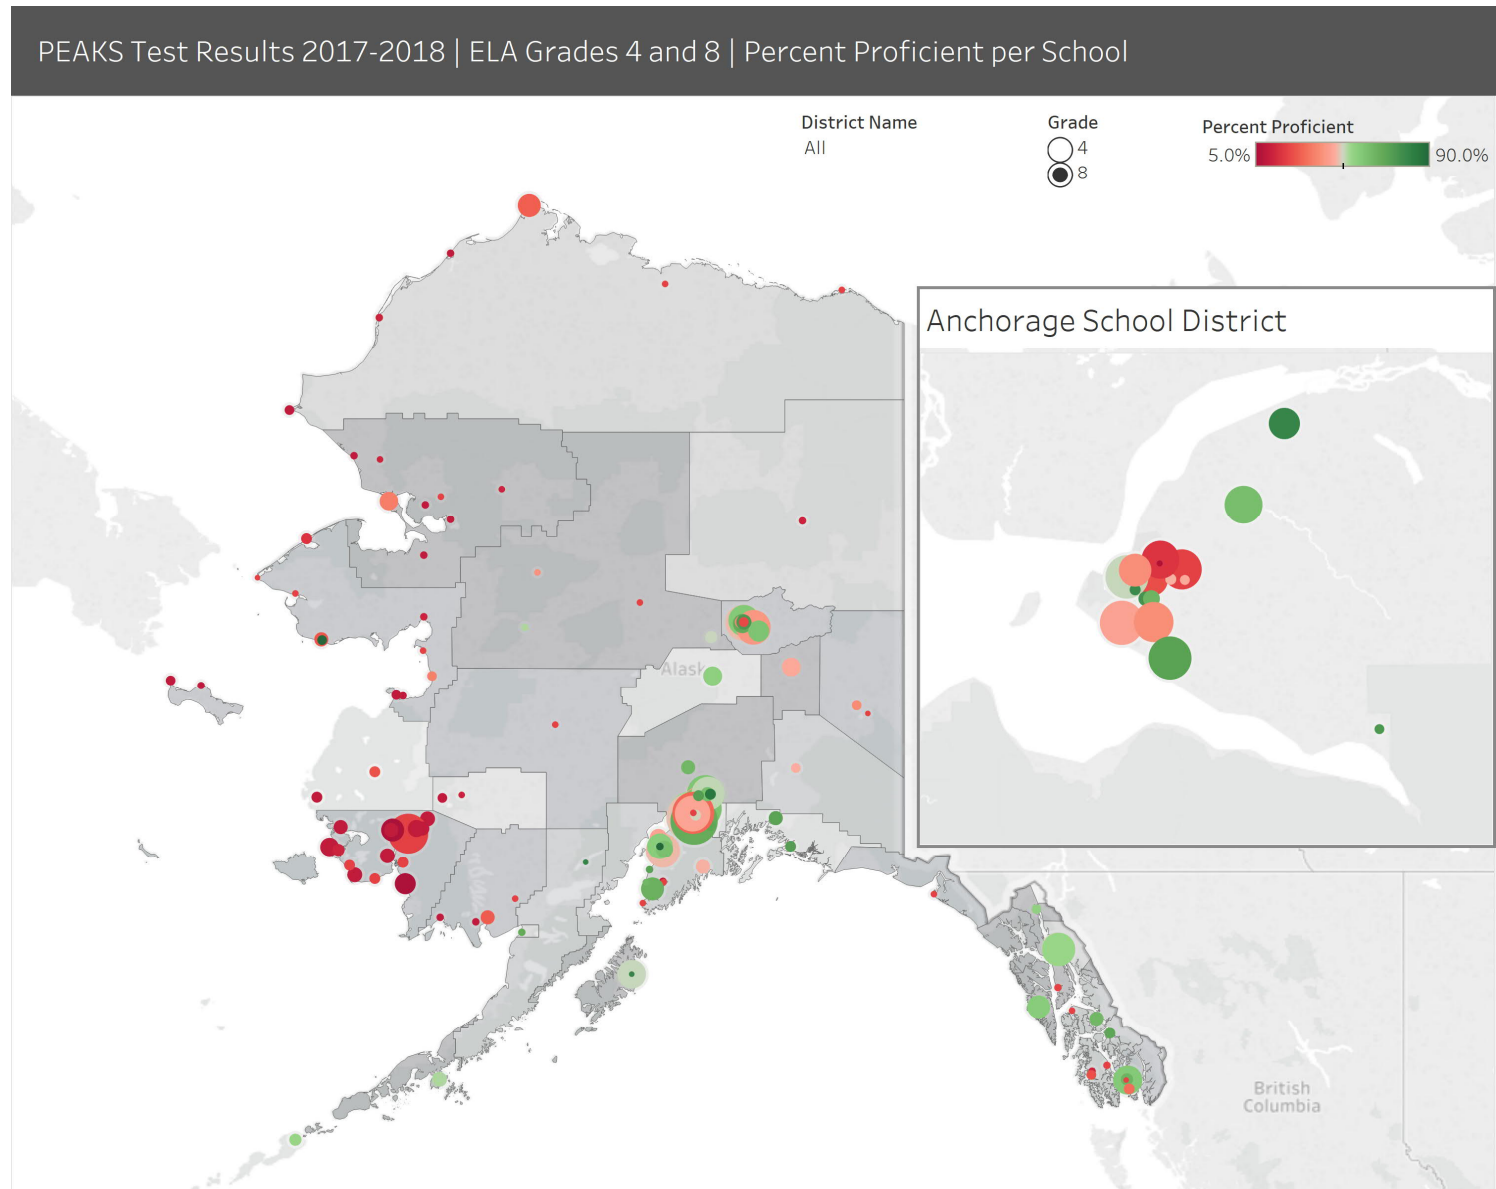 PEAKS Test Results 2017-2018 | ELA Grades 4 and 8 | Percent Proficient per School
District Name
All
Grade
4
8
Percent Proficient
5.0%
90.0%
Anchorage School District
Alask
British
Columbia